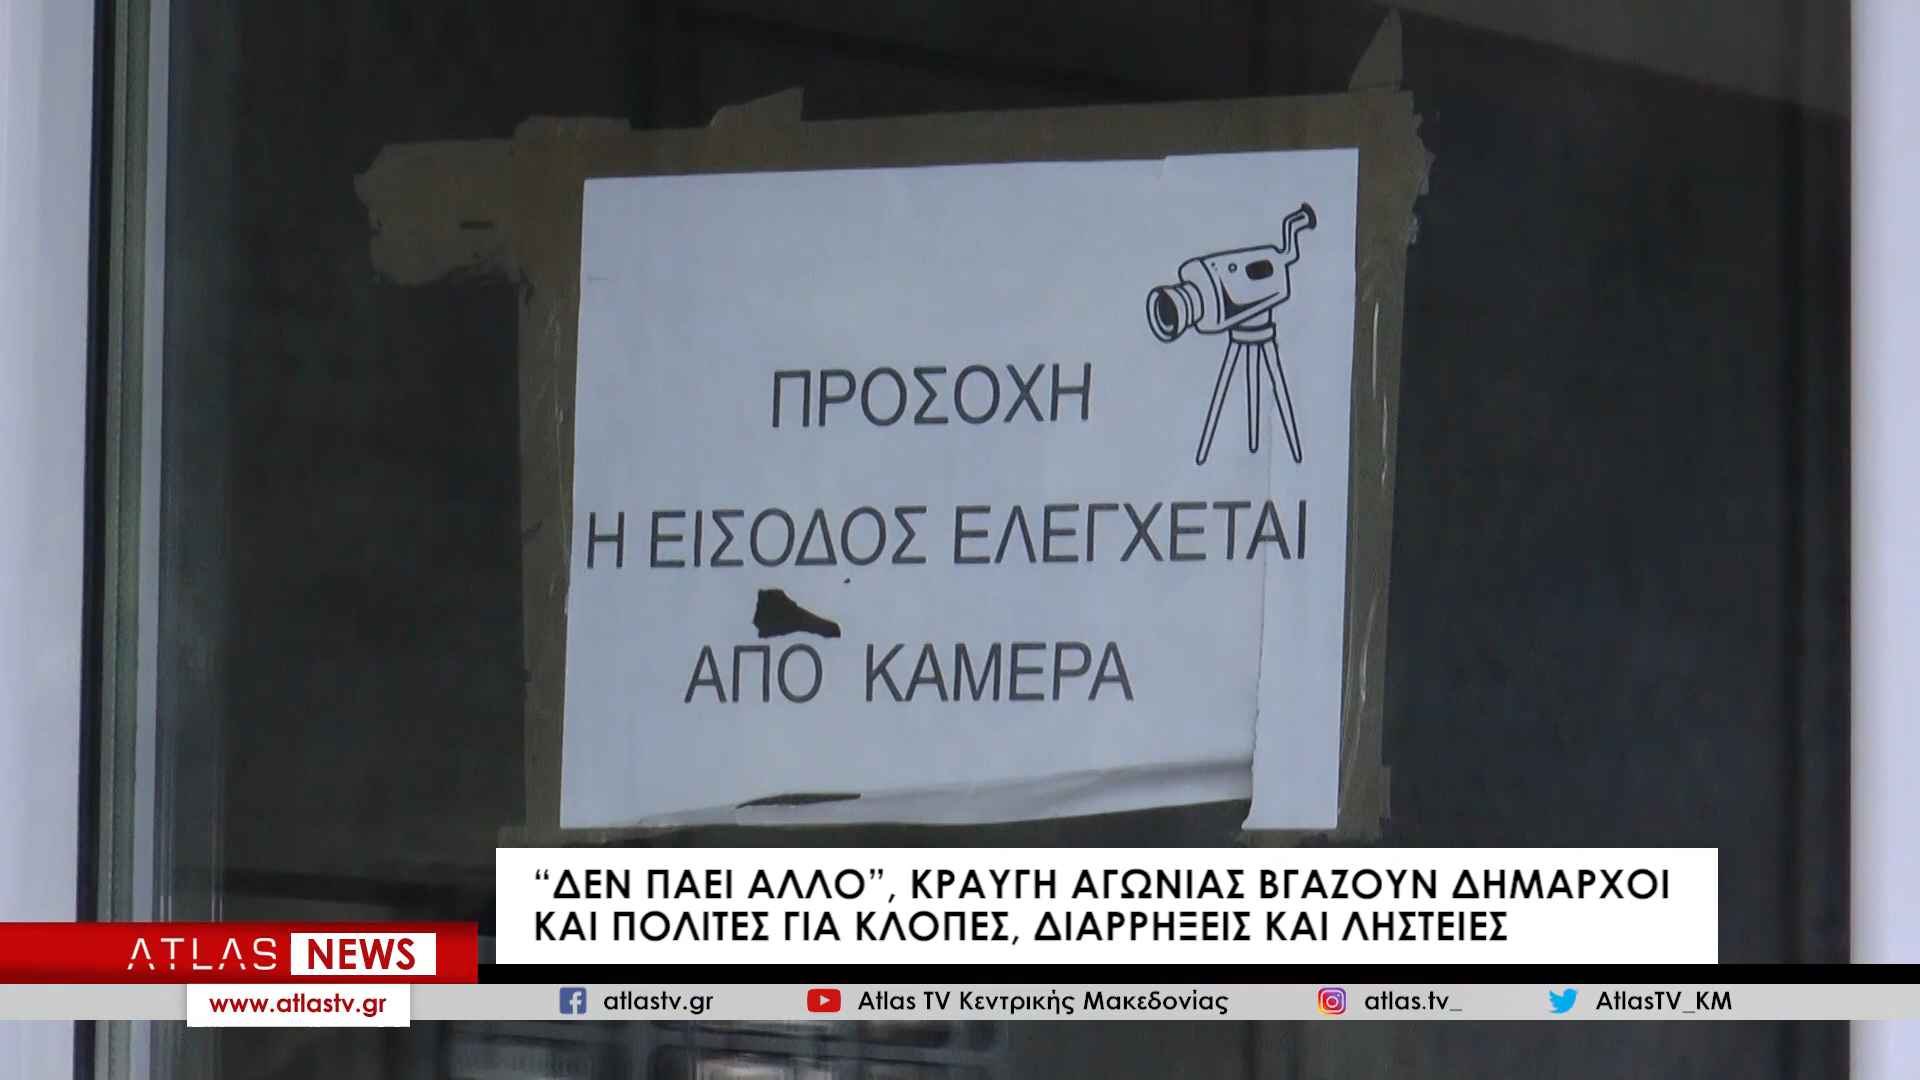 ΠΡΟΣΟΧΗ
Η ΕΙΣΟΔΟΣ ΕΛΕΓΧΕΤΑΙ
ΑΠΟ ΚΑΜΕΡΑ
“ΔΕΝ ΠΑΕΙ ΑΛΛΟ”, ΚΡΑΥΓΗ ΑΓΩΝΙΑΣ ΒΓΑΖΟΥΝ ΔΗΜΑΡΧΟΙ
ΚΑΙ ΠΟΛΙΤΕΣ ΓΙΑ ΚΛΟΠΕΣ, ΔΙΑΡΡΗΞΕΙΣ ΚΑΙ ΛΗΣΤΕΙΕΣ
ATLAS NEWS
www.atlastv.gr
atlastv.gr
Atlas TV Κεντρικής Μακεδονίας
atlas.tv_
AtlasTV_KM